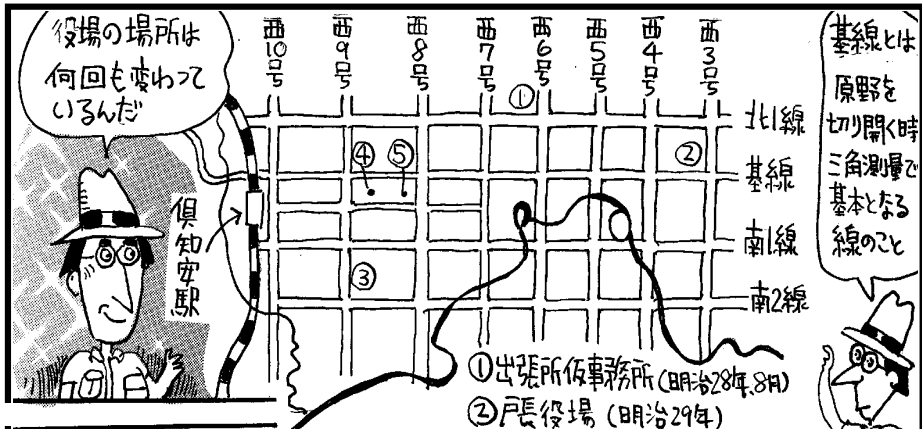 役場の場所は
何回も変わって
いるんだ
西10号
西9号
西8号
西7号
西6号
西5号
西4号
西3号
基線とは
原野を
切り開く時
三角測量で
基本となる
線のこと
①
北1線
②
④
⑤
基線
倶知安駅
南1線
③
南2線
①出張所仮事務所(明治28年.8月)
②戸長役場(明治29年)